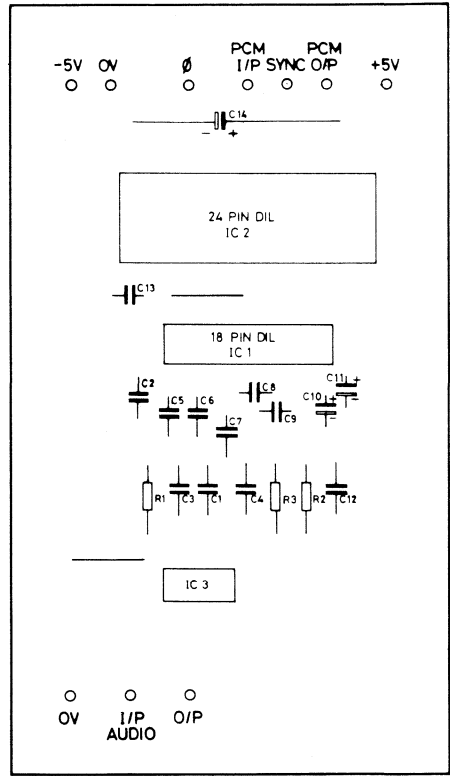 PCM PCM
-5V 0V Ø I/P SYNC O/P +5V
C14
- +
24 PIN DIL
IC 2
C13
18 PIN DIL
IC 1
C2 C5 C6 C7 C8 C9 C10 + - C11 + -
R1 C3 C1 C4 R3 R2 C12
IC 3
0V I/P O/P
AUDIO